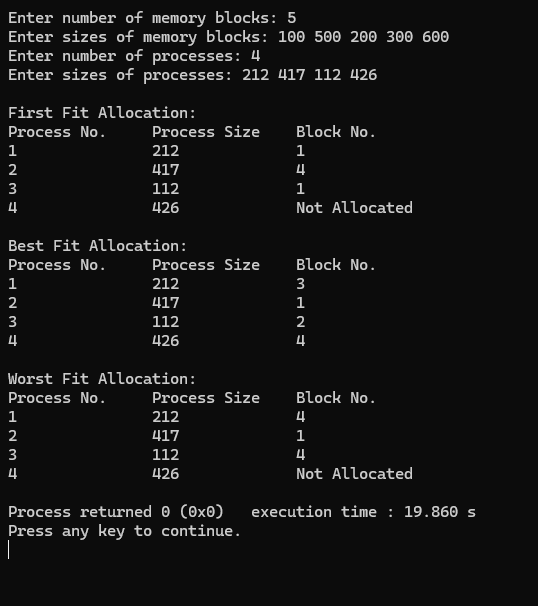 Enter number of memory blocks: 5
Enter sizes of memory blocks: 100 500 200 300 600
Enter number of processes: 4
Enter sizes of processes: 212 417 112 426
First Fit Allocation:
Process No. Process Size Block No.
1 212 1
2 417 4
3 112 1
4 426 Not Allocated
Best Fit Allocation:
Process No. Process Size Block No.
1 212 3
2 417 1
3 112 2
4 426 4
Worst Fit Allocation:
Process No. Process Size Block No.
1 212 4
2 417 1
3 112 4
4 426 Not Allocated
Process returned 0 (0x0) execution time : 19.860 s
Press any key to continue.